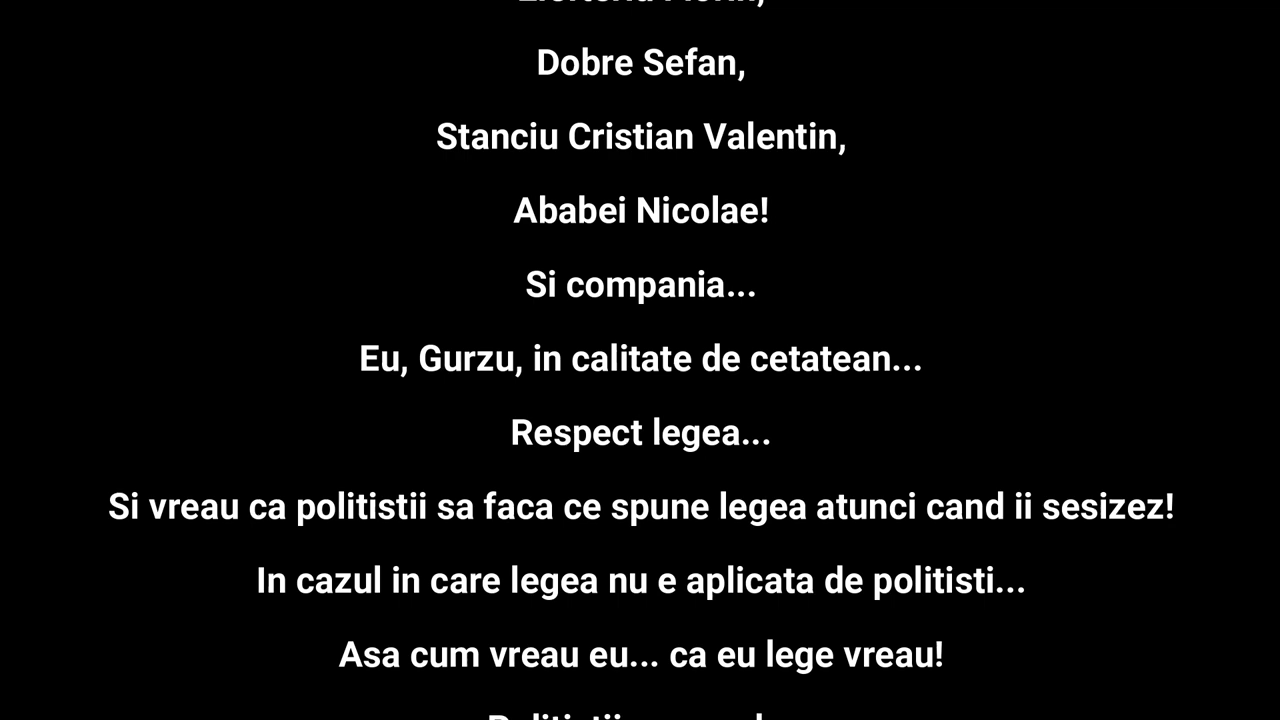 Dobre Sefan,
Stanciu Cristian Valentin,
Ababei Nicolae!
Si compania...
Eu, Gurzu, in calitate de cetatean...
Respect legea...
Si vreau ca politistii sa faca ce spune legea atunci cand ii sesizez!
In cazul in care legea nu e aplicata de politisti...
Asa cum vreau eu... ca eu lege vreau!